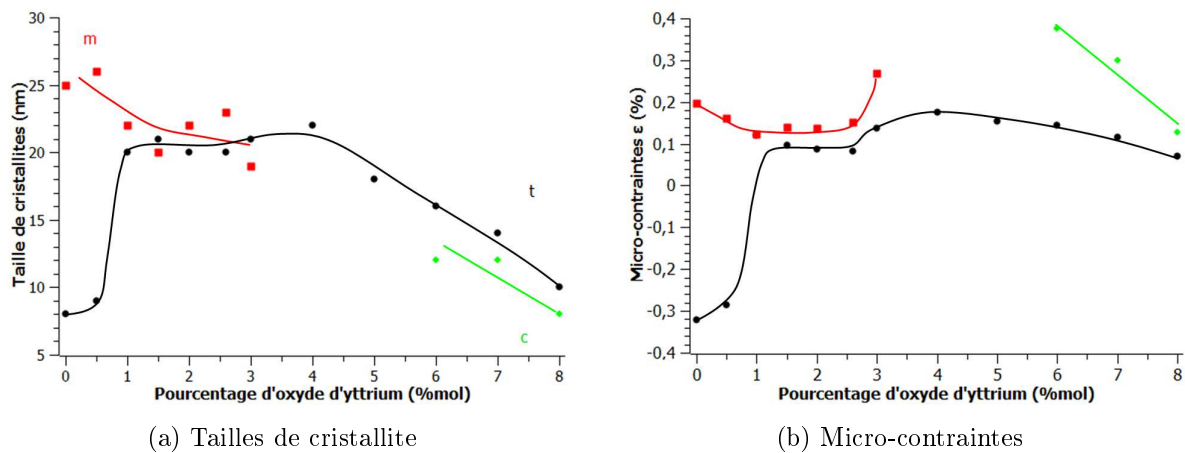 30
25
20
15
10
5
Taille de cristallites (nm)
m
t
c
0 1 2 3 4 5 6 7 8
Pourcentage d'oxyde d'yttrium (%mol)
(a) Tailles de cristallite
0,4
0,3
0,2
0,1
0
-0,1
-0,2
-0,3
-0.4
Micro-contraintes ε (%)
0 1 2 3 4 5 6 7 8
Pourcentage d'oxyde d'yttrium (%mol)
(b) Micro-contraintes